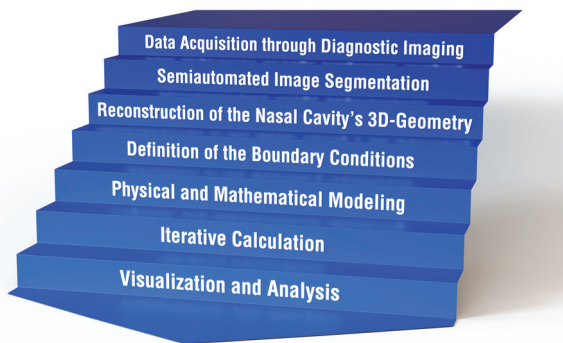 Data Acquisition through Diagnostic Imaging
Semiautomated Image Segmentation
Reconstruction of the Nasal Cavity's 3D-Geometry
Definition of the Boundary Conditions
Physical and Mathematical Modeling
Iterative Calculation
Visualization and Analysis